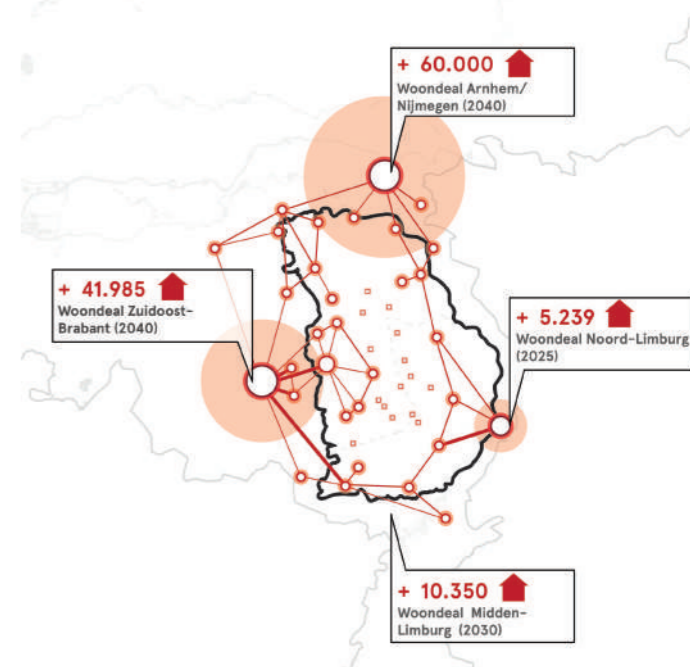 + 60.000
Woondeal Arnhem/
Nijmegen (2040)
+ 41.985
Woondeal Zuidoost-
Brabant (2040)
+ 5.239
Woondeal Noord-Limburg
(2025)
+ 10.350
Woondeal Midden-
Limburg (2030)